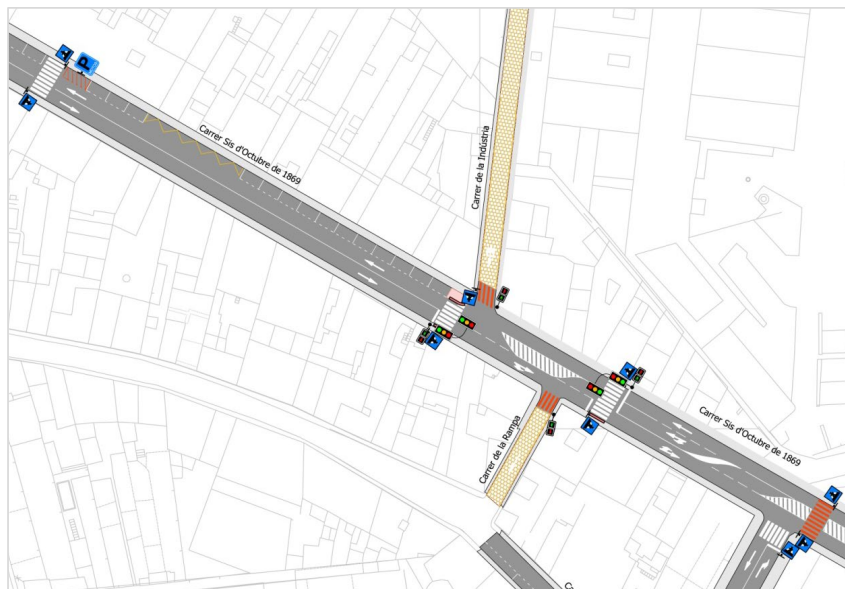 P
Carrer Sis d'Octubre de 1869
Carrer de la Indústria
Carrer de la Rampa
Carrer Sis d'Octubre de 1869